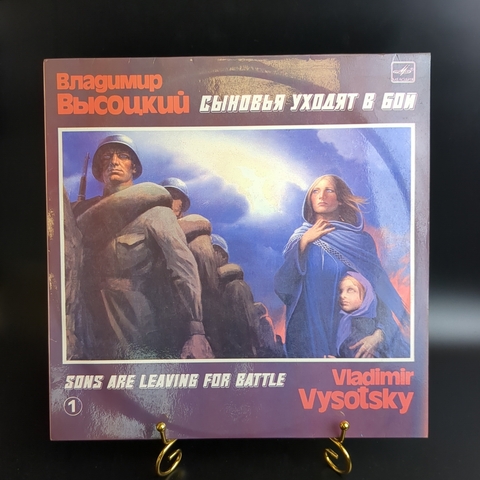 Владимир
Высоцкий
СЫНОВЬЯ УХОДЯТ В БОЙ
SONS ARE LEAVING FOR BATTLE
Vladimir
Vysotsky
1